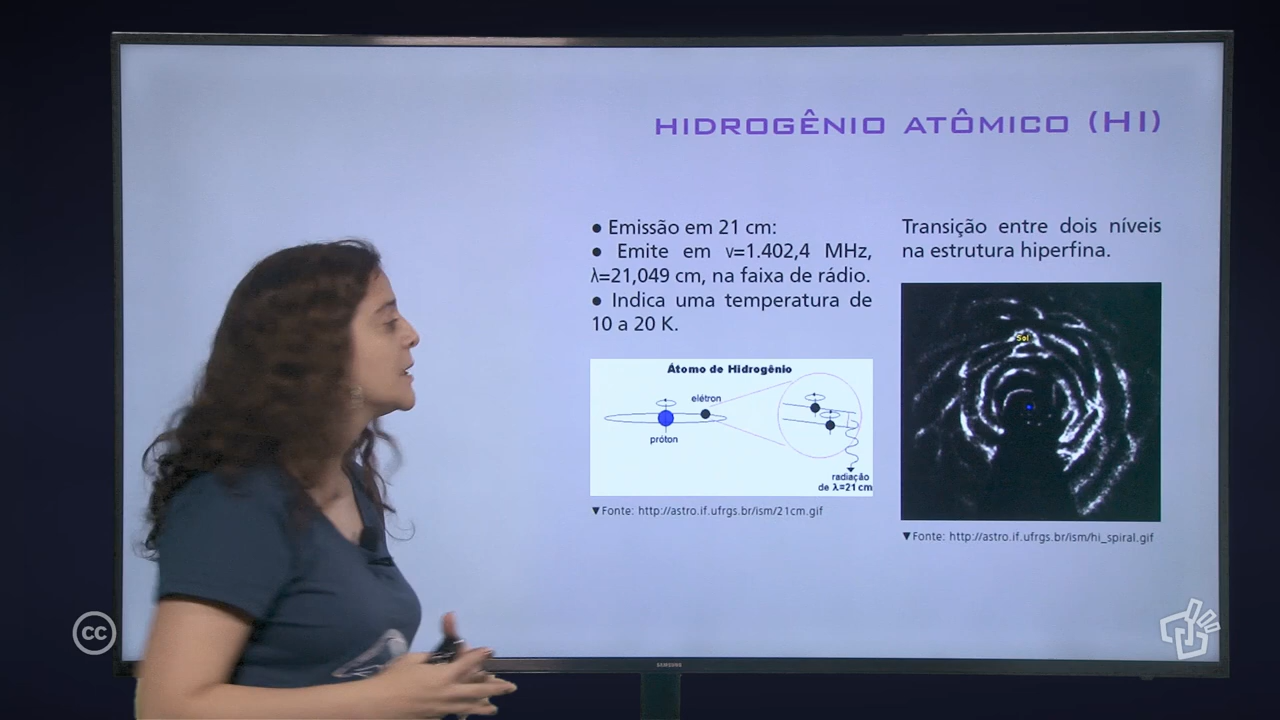 HIDROGÊNIO ATÔMICO (HI)
● Emissão em 21 cm:
● Emite em ν=1.402,4 MHz,
λ=21,049 cm, na faixa de rádio.
● Indica uma temperatura de
10 a 20 K.
Átomo de Hidrogênio
elétron
próton
radiação
de λ=21 cm
▼Fonte: http://astro.if.ufrgs.br/ism/21cm.gif
Transição entre dois níveis
na estrutura hiperfina.
Sol
▼Fonte: http://astro.if.ufrgs.br/ism/hi_spiral.gif
cc
SAMSUNG